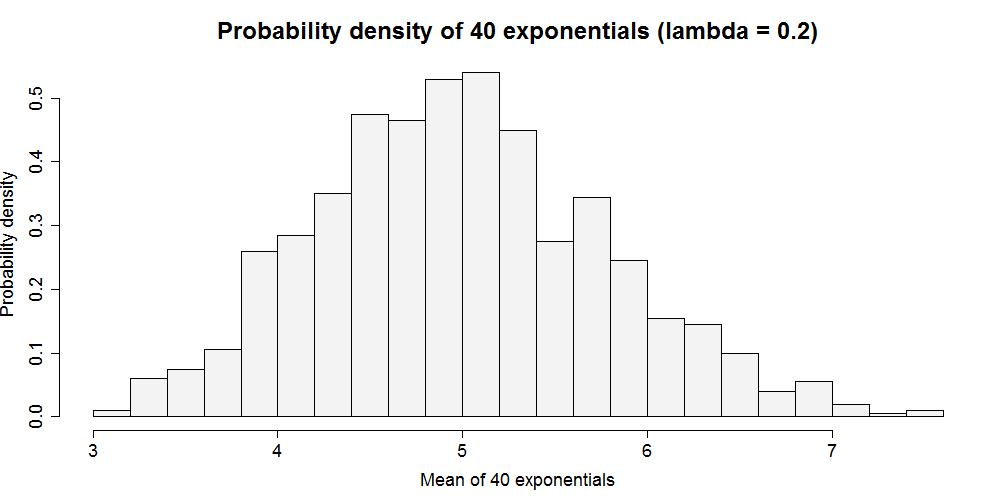 Probability density of 40 exponentials (lambda = 0.2)
Probability density
0.5
0.4
0.3
0.2
0.1
0.0
3 4 5 6 7
Mean of 40 exponentials